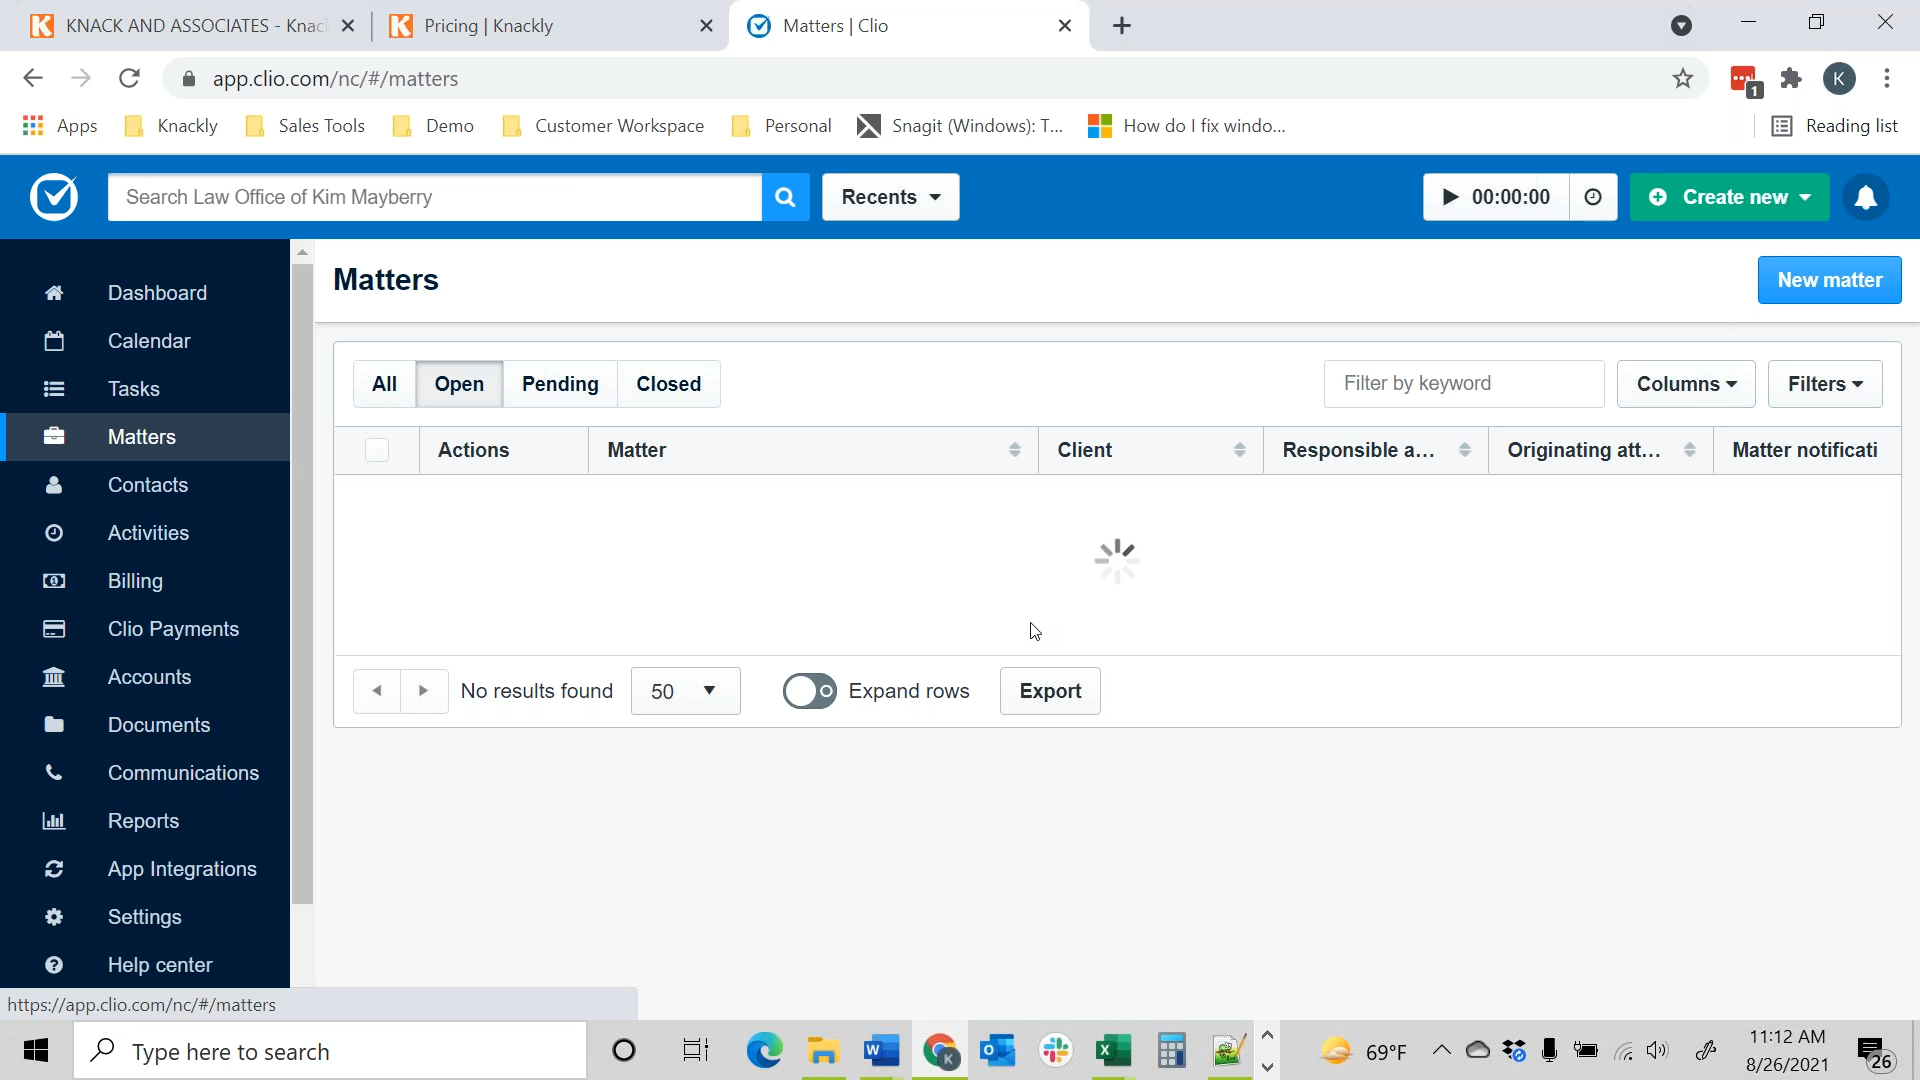 KNACK AND ASSOCIATES - Knac
Pricing | Knackly
Matters | Clio
app.clio.com/nc/#/matters
1
K
Apps
Knackly
Sales Tools
Demo
Customer Workspace
Personal
Snagit (Windows): T...
How do I fix windo...
Reading list
Search Law Office of Kim Mayberry
Recents
00:00:00
Create new
Dashboard
Calendar
Tasks
Matters
Contacts
Activities
Billing
Clio Payments
Accounts
Documents
Communications
Reports
App Integrations
Settings
Help center
Matters
New matter
All
Open
Pending
Closed
Filter by keyword
Columns
Filters
Actions
Matter
Client
Responsible a...
Originating att...
Matter notificati
No results found
50
Expand rows
Export
https://app.clio.com/nc/#/matters
Type here to search
69°F
11:12 AM
8/26/2021
26